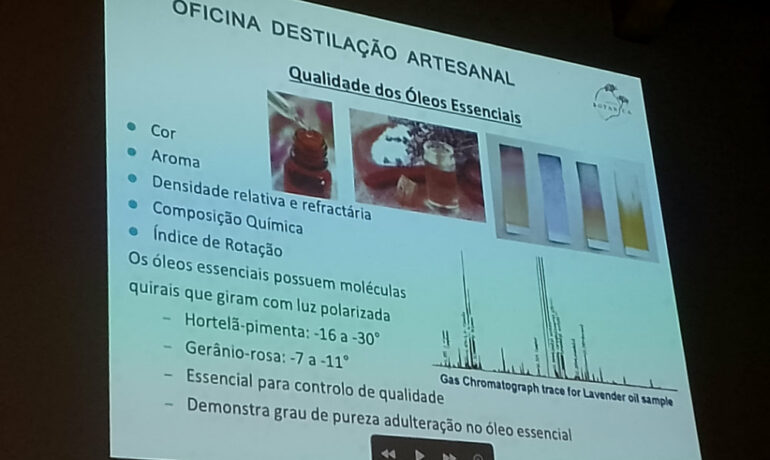 OFICINA DESTILAÇÃO ARTESANAL
Qualidade dos Óleos Essenciais
BOTANICA
Cor
Aroma
Densidade relativa e refractária
Composição Química
Índice de Rotação
Os óleos essenciais possuem moléculas
quirais que giram com luz polarizada
– Hortelã-pimenta: -16 a -30°
– Gerânio-rosa: -7 a -11°
– Essencial para controlo de qualidade
– Demonstra grau de pureza adulteração no óleo essencial
Gas Chromatograph trace for Lavender oil sample